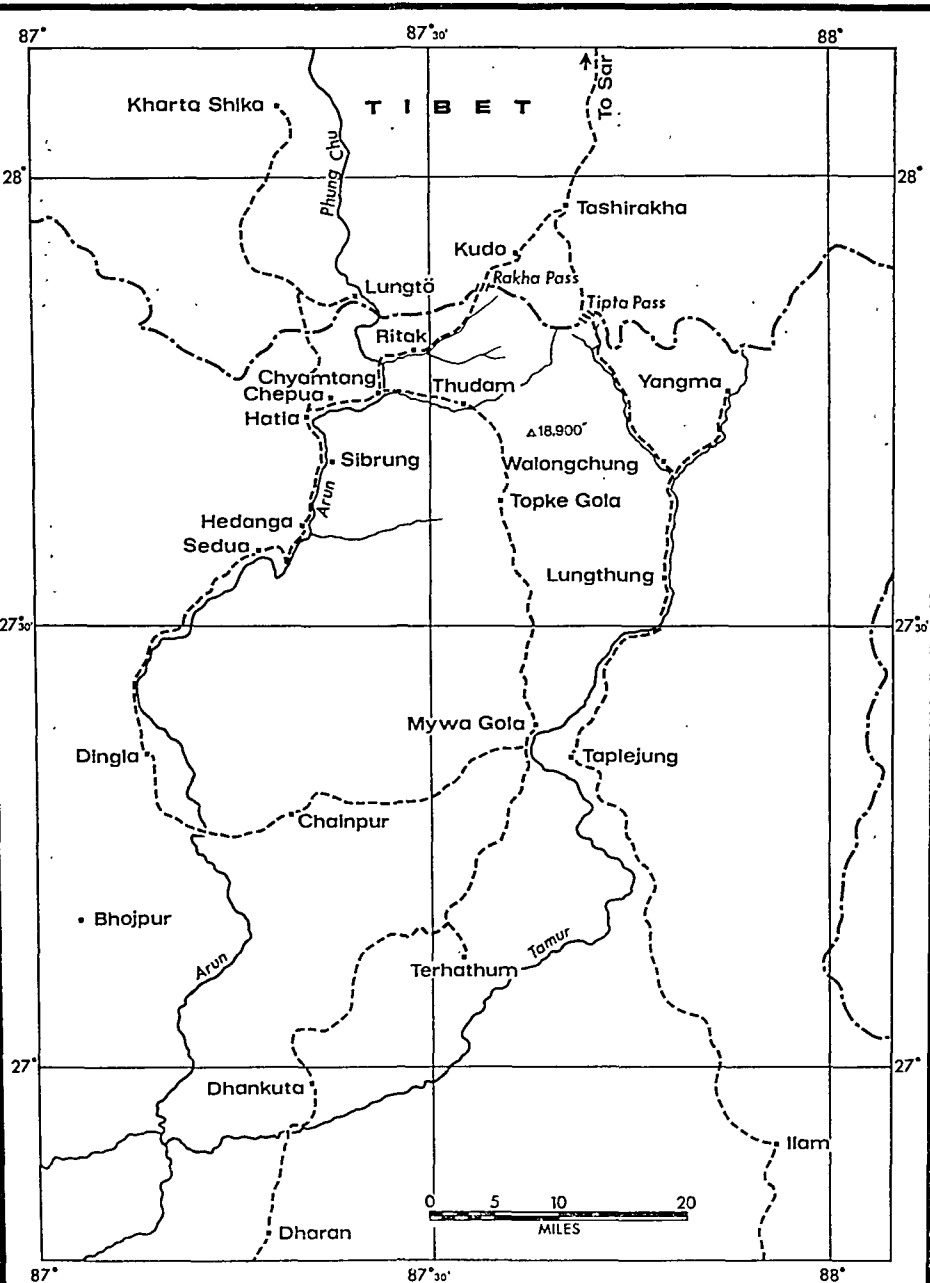 87°
87°30'
88°
Kharta Shika
TIBET
To Sar
Phung Chu
28°
28°
Tashirakha
Kudo
Rakha Pass
Lungtö
Tipta Pass
Ritak
Chyamtang
Chepua
Thudam
Yangma
Hatia
△18,900'
Sibrung
Walongchung
Arun
Topke Gola
Hedanga
Sedua
Lungthung
27°30'
27°30'
Mywa Gola
Dingla
Taplejung
Chainpur
Bhojpur
Arun
Tamur
Terhathum
27°
27°
Dhankuta
Ilam
0 5 10 20
MILES
Dharan
87°
87°30'
88°